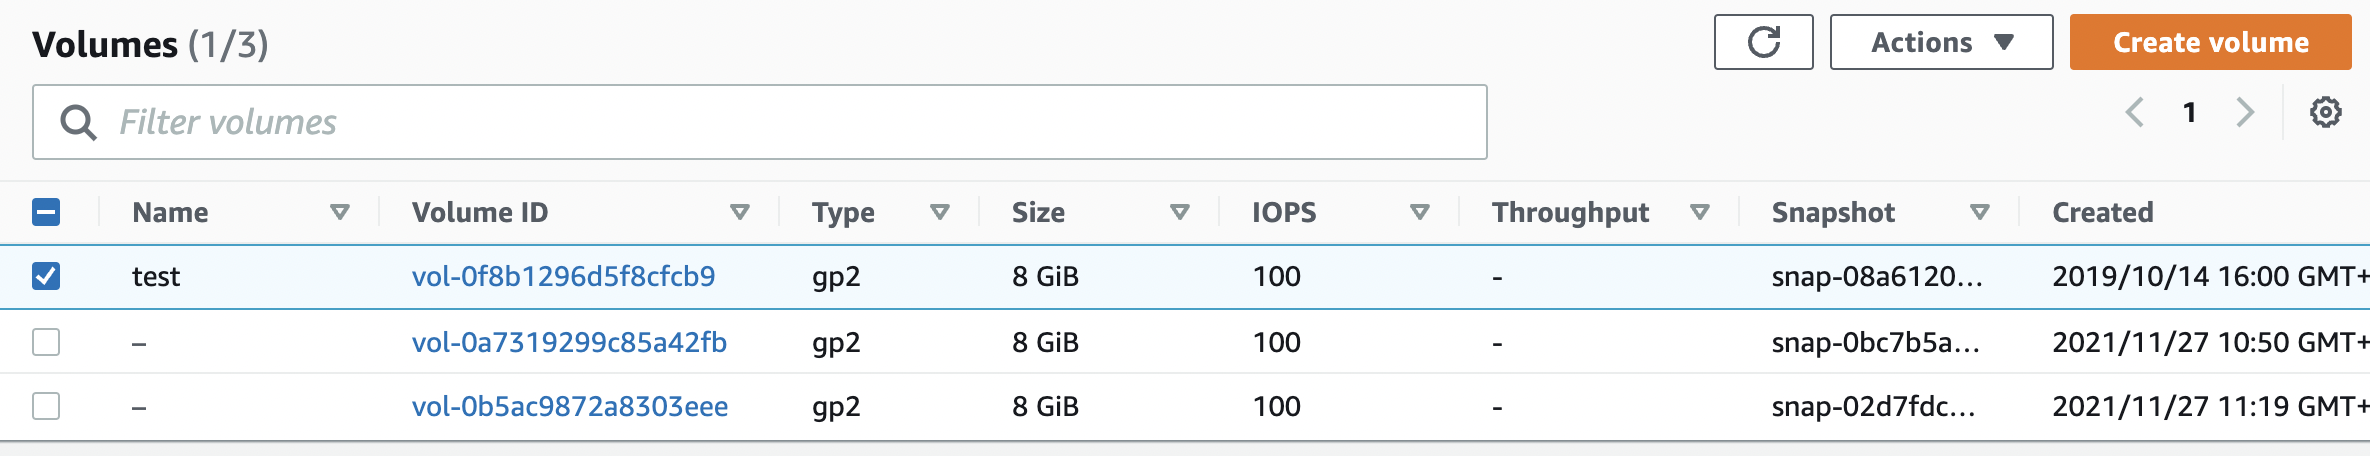 Volumes (1/3)
Actions
Create volume
Filter volumes
1
Name Volume ID Type Size IOPS Throughput Snapshot Created
test vol-0f8b1296d5f8cfcb9 gp2 8 GiB 100 - snap-08a6120... 2019/10/14 16:00 GMT+
– vol-0a7319299c85a42fb gp2 8 GiB 100 - snap-0bc7b5a... 2021/11/27 10:50 GMT+
– vol-0b5ac9872a8303eee gp2 8 GiB 100 - snap-02d7fdc... 2021/11/27 11:19 GMT+